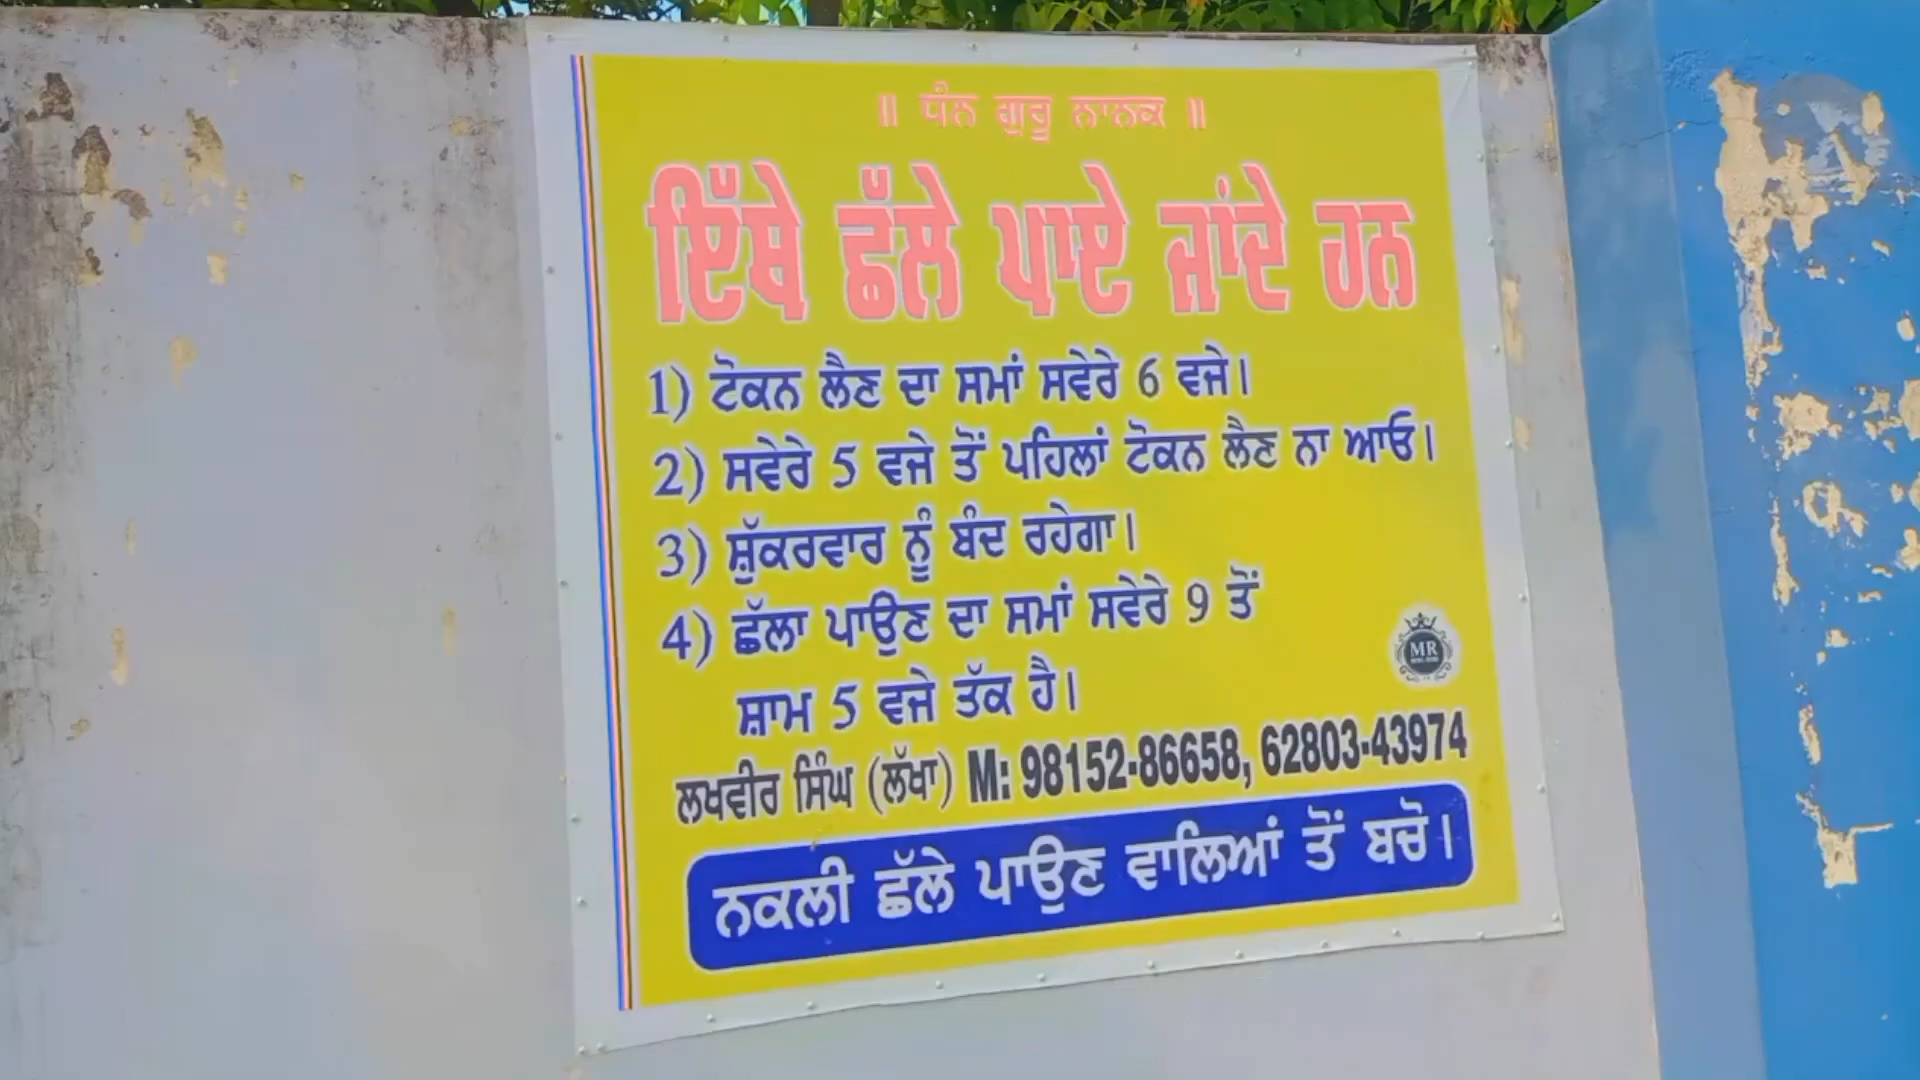 ॥ ਧੰਨ ਗੁਰੂ ਨਾਨਕ ॥
ਇੱਥੇ ਛੱਲੇ ਪਾਏ ਜਾਂਦੇ ਹਨ
1) ਟੋਕਨ ਲੈਣ ਦਾ ਸਮਾਂ ਸਵੇਰੇ 6 ਵਜੇ।
2) ਸਵੇਰੇ 5 ਵਜੇ ਤੋਂ ਪਹਿਲਾਂ ਟੋਕਨ ਲੈਣ ਨਾ ਆਓ।
3) ਸ਼ੁੱਕਰਵਾਰ ਨੂੰ ਬੰਦ ਰਹੇਗਾ।
4) ਛੱਲਾ ਪਾਉਣ ਦਾ ਸਮਾਂ ਸਵੇਰੇ 9 ਤੋਂ
ਸ਼ਾਮ 5 ਵਜੇ ਤੱਕ ਹੈ।
MR
ਲਖਵੀਰ ਸਿੰਘ (ਲੱਖਾ) M: 98152-86658, 62803-43974
ਨਕਲੀ ਛੱਲੇ ਪਾਉਣ ਵਾਲਿਆਂ ਤੋਂ ਬਚੋ।